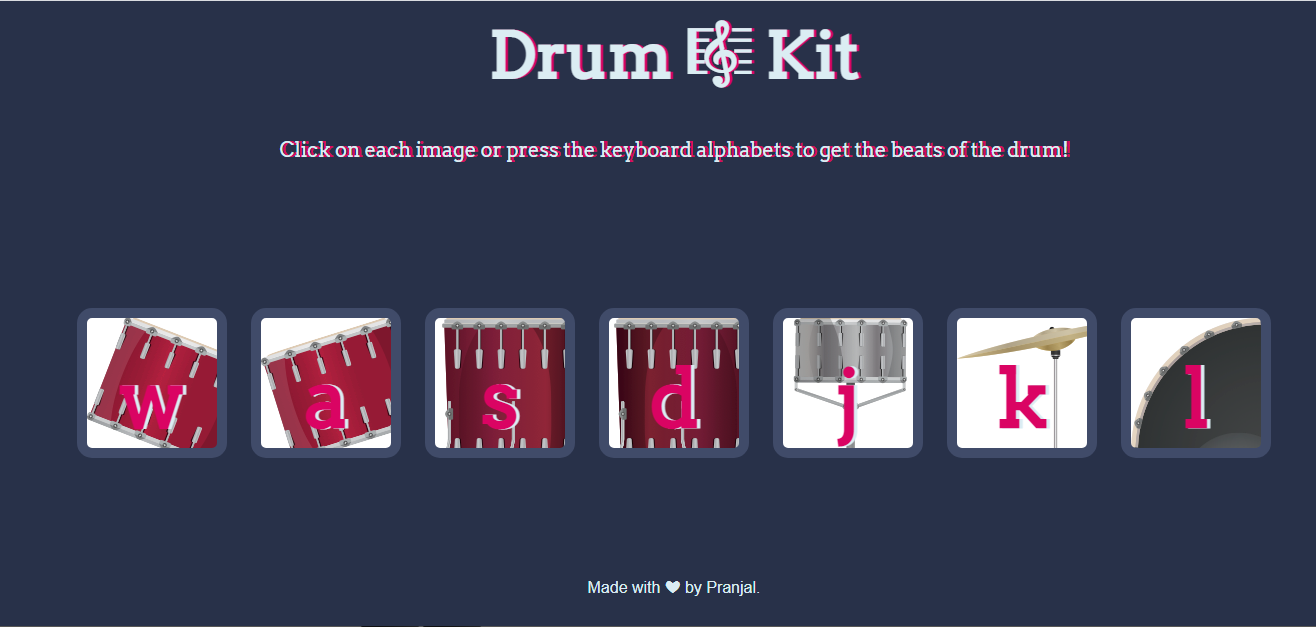 Drum 🎼 Kit
Click on each image or press the keyboard alphabets to get the beats of the drum!
w a s d j k l
Made with ❤ by Pranjal.